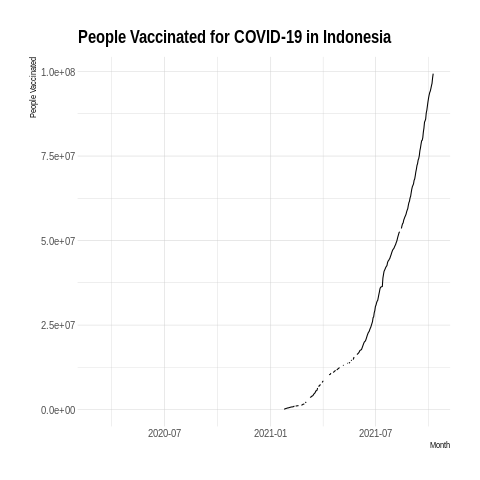 People Vaccinated for COVID-19 in Indonesia
People Vaccinated
1.0e+08
7.5e+07
5.0e+07
2.5e+07
0.0e+00
2020-07
2021-01
2021-07
Month